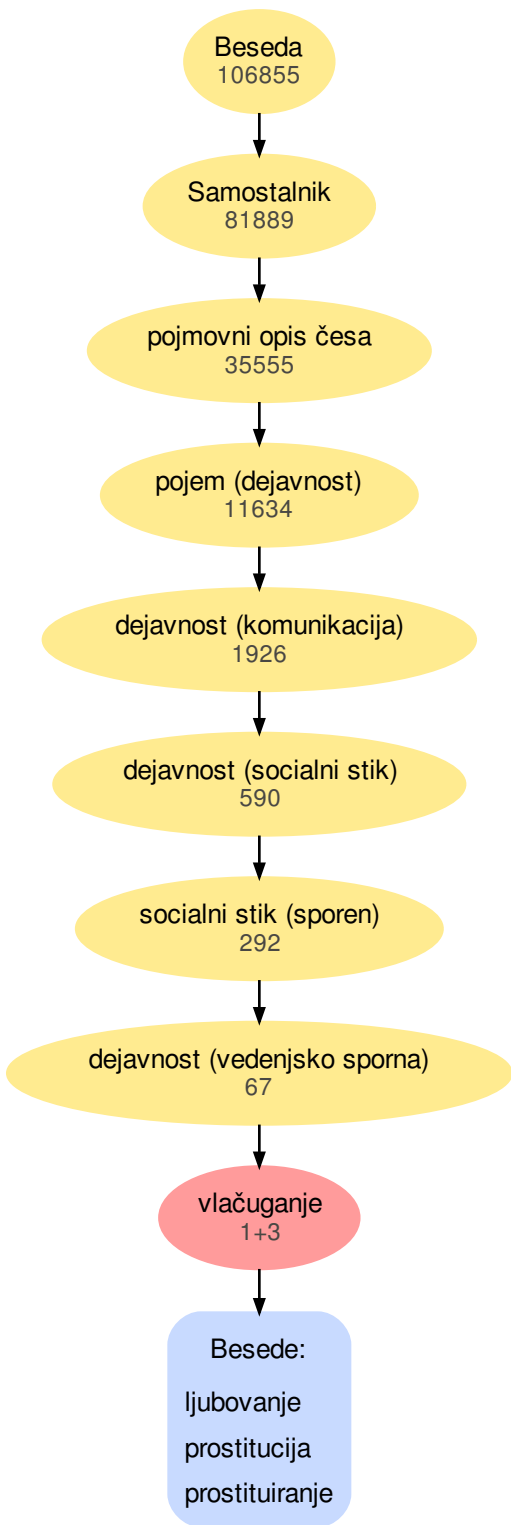 Beseda
106855
Samostalnik
81889
pojmovni opis česa
35555
pojem (dejavnost)
11634
dejavnost (komunikacija)
1926
dejavnost (socialni stik)
590
socialni stik (sporen)
292
dejavnost (vedenjsko sporna)
67
vlačuganje
1+3
Besede:
ljubovanje
prostitucija
prostituiranje